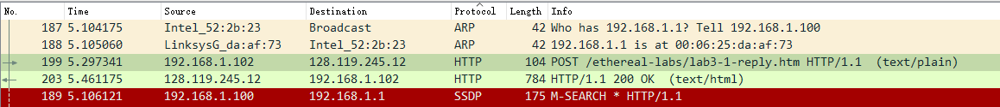 No. Time Source Destination Protocol Length Info
187 5.104175 Intel_52:2b:23 Broadcast ARP 42 Who has 192.168.1.1? Tell 192.168.1.100
188 5.105060 LinksysG_da:af:73 Intel_52:2b:23 ARP 42 192.168.1.1 is at 00:06:25:da:af:73
199 5.297341 192.168.1.102 128.119.245.12 HTTP 104 POST /ethereal-labs/lab3-1-reply.htm HTTP/1.1 (text/plain)
203 5.461175 128.119.245.12 192.168.1.102 HTTP 784 HTTP/1.1 200 OK (text/html)
189 5.106121 192.168.1.100 192.168.1.1 SSDP 175 M-SEARCH * HTTP/1.1